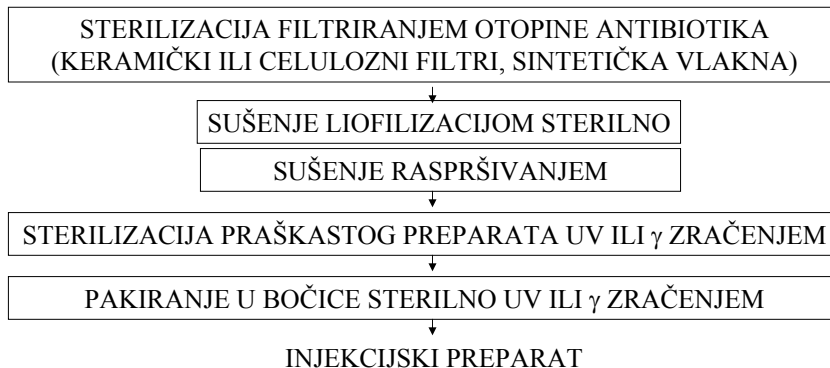 STERILIZACIJA FILTRIRANJEM OTOPINE ANTIBIOTIKA
(KERAMIČKI ILI CELULOZNI FILTRI, SINTETIČKA VLAKNA)
SUŠENJE LIOFILIZACIJOM STERILNO
SUŠENJE RASPRŠIVANJEM
STERILIZACIJA PRAŠKASTOG PREPARATA UV ILI γ ZRAČENJEM
PAKIRANJE U BOČICE STERILNO UV ILI γ ZRAČENJEM
INJEKCIJSKI PREPARAT